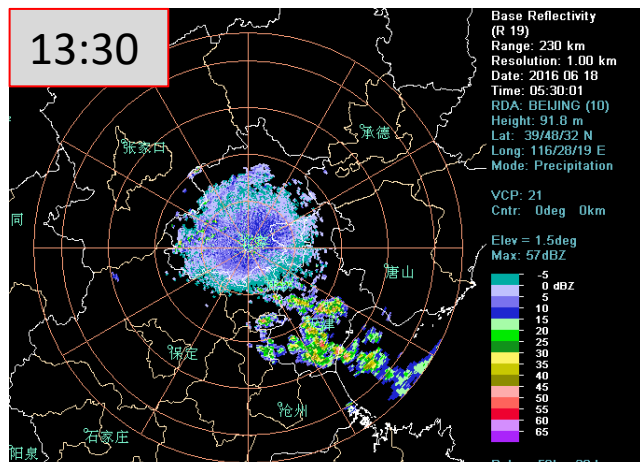 13:30
Base Reflectivity
(R 19)
Range: 230 km
Resolution: 1.00 km
Date: 2016 06 18
Time: 05:30:01
RDA: BEIJING (10)
Height: 91.8 m
Lat: 39/48/32 N
Long: 116/28/19 E
Mode: Precipitation
VCP: 21
Cntr: 0deg 0km
Elev = 1.5deg
Max: 57dBZ
-5
0 dBZ
5
10
15
20
25
30
35
40
45
50
55
60
65
承德
张家口
同
唐山
保定
沧州
石家庄
阳泉